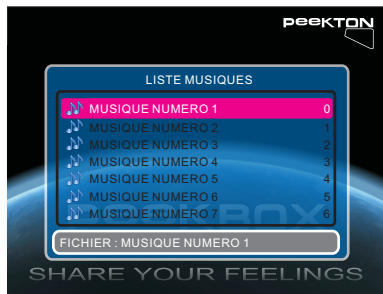 PEEKTON
LISTE MUSIQUES
MUSIQUE NUMERO 1 0
MUSIQUE NUMERO 2 1
MUSIQUE NUMERO 3 2
MUSIQUE NUMERO 4 3
MUSIQUE NUMERO 5 4
MUSIQUE NUMERO 6 5
MUSIQUE NUMERO 7 6
PEEKBOX
FICHIER : MUSIQUE NUMERO 1
SHARE YOUR FEELINGS